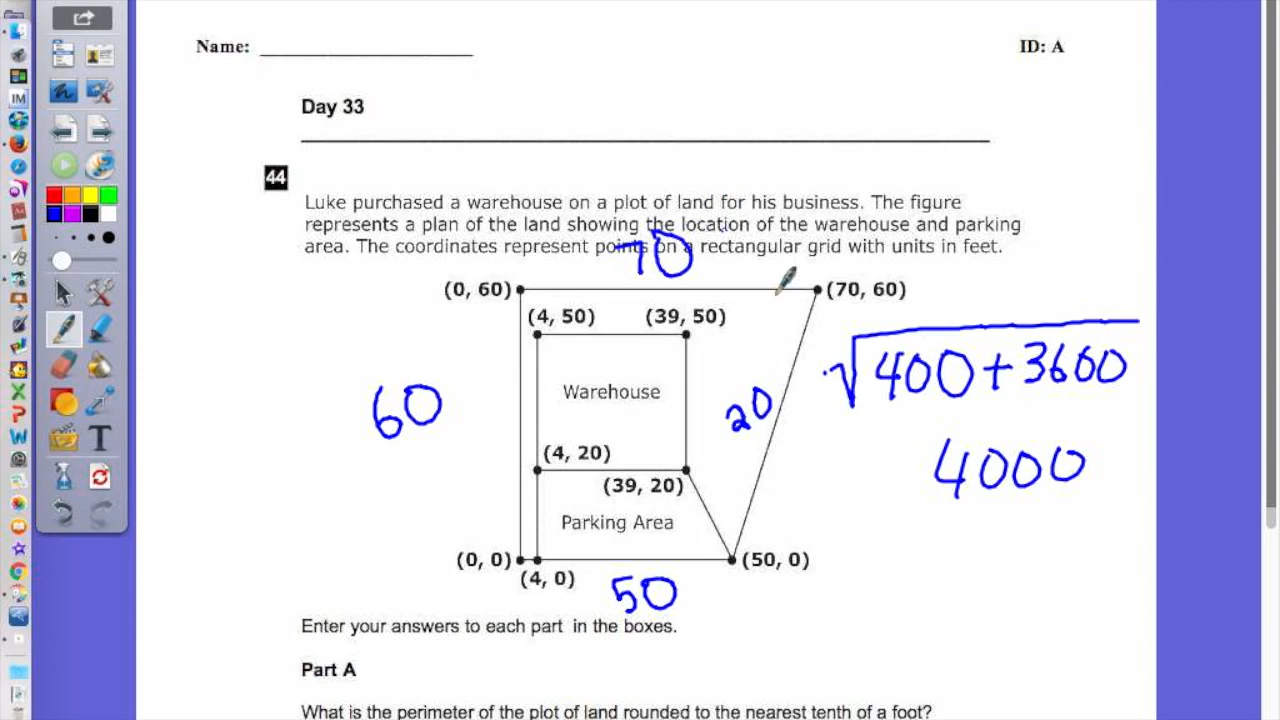 Name: ____________________ ID: A
Day 33
44
Luke purchased a warehouse on a plot of land for his business. The figure
represents a plan of the land showing the location of the warehouse and parking
area. The coordinates represent points on a rectangular grid with units in feet.
70
(0, 60) (70, 60)
(4, 50) (39, 50)
√400+3600
Warehouse
60 20
(4, 20)
4000
(39, 20)
Parking Area
(0, 0) (50, 0)
(4, 0)
50
Enter your answers to each part in the boxes.
Part A
What is the perimeter of the plot of land rounded to the nearest tenth of a foot?
IM
X
P
W
T